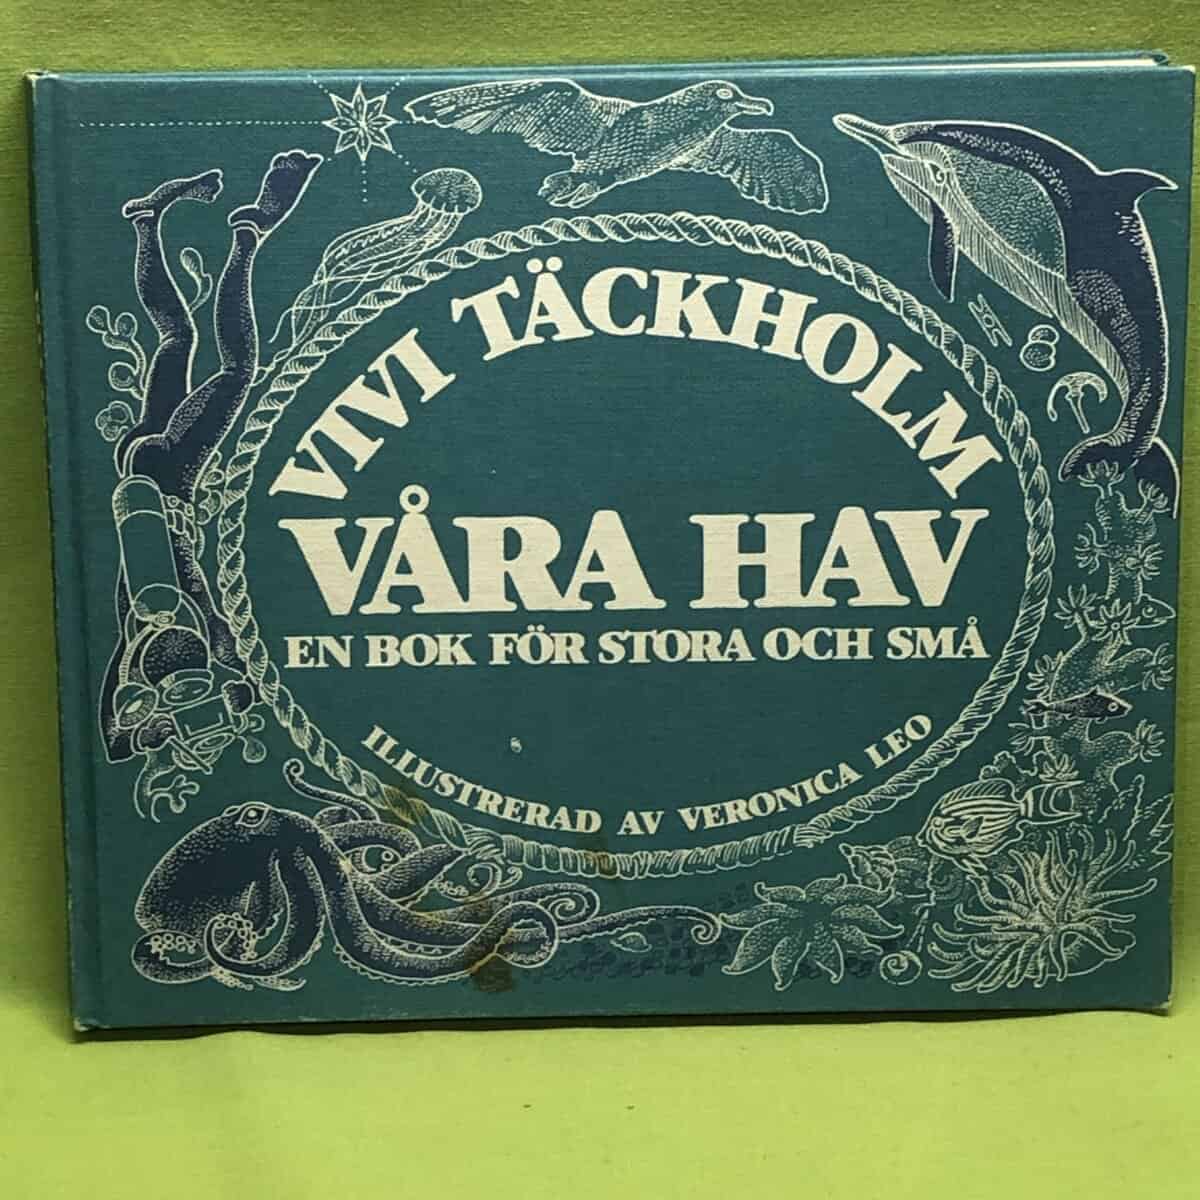 VIVI TÄCKHOLM
VÅRA HAV
EN BOK FÖR STORA OCH SMÅ
ILLUSTRERAD AV VERONICA LEO